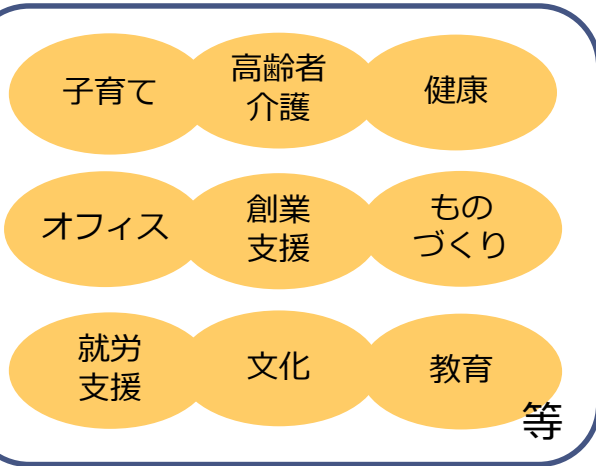 子育て
高齢者
介護
健康
オフィス
創業
支援
もの
づくり
就労
支援
文化
教育
等